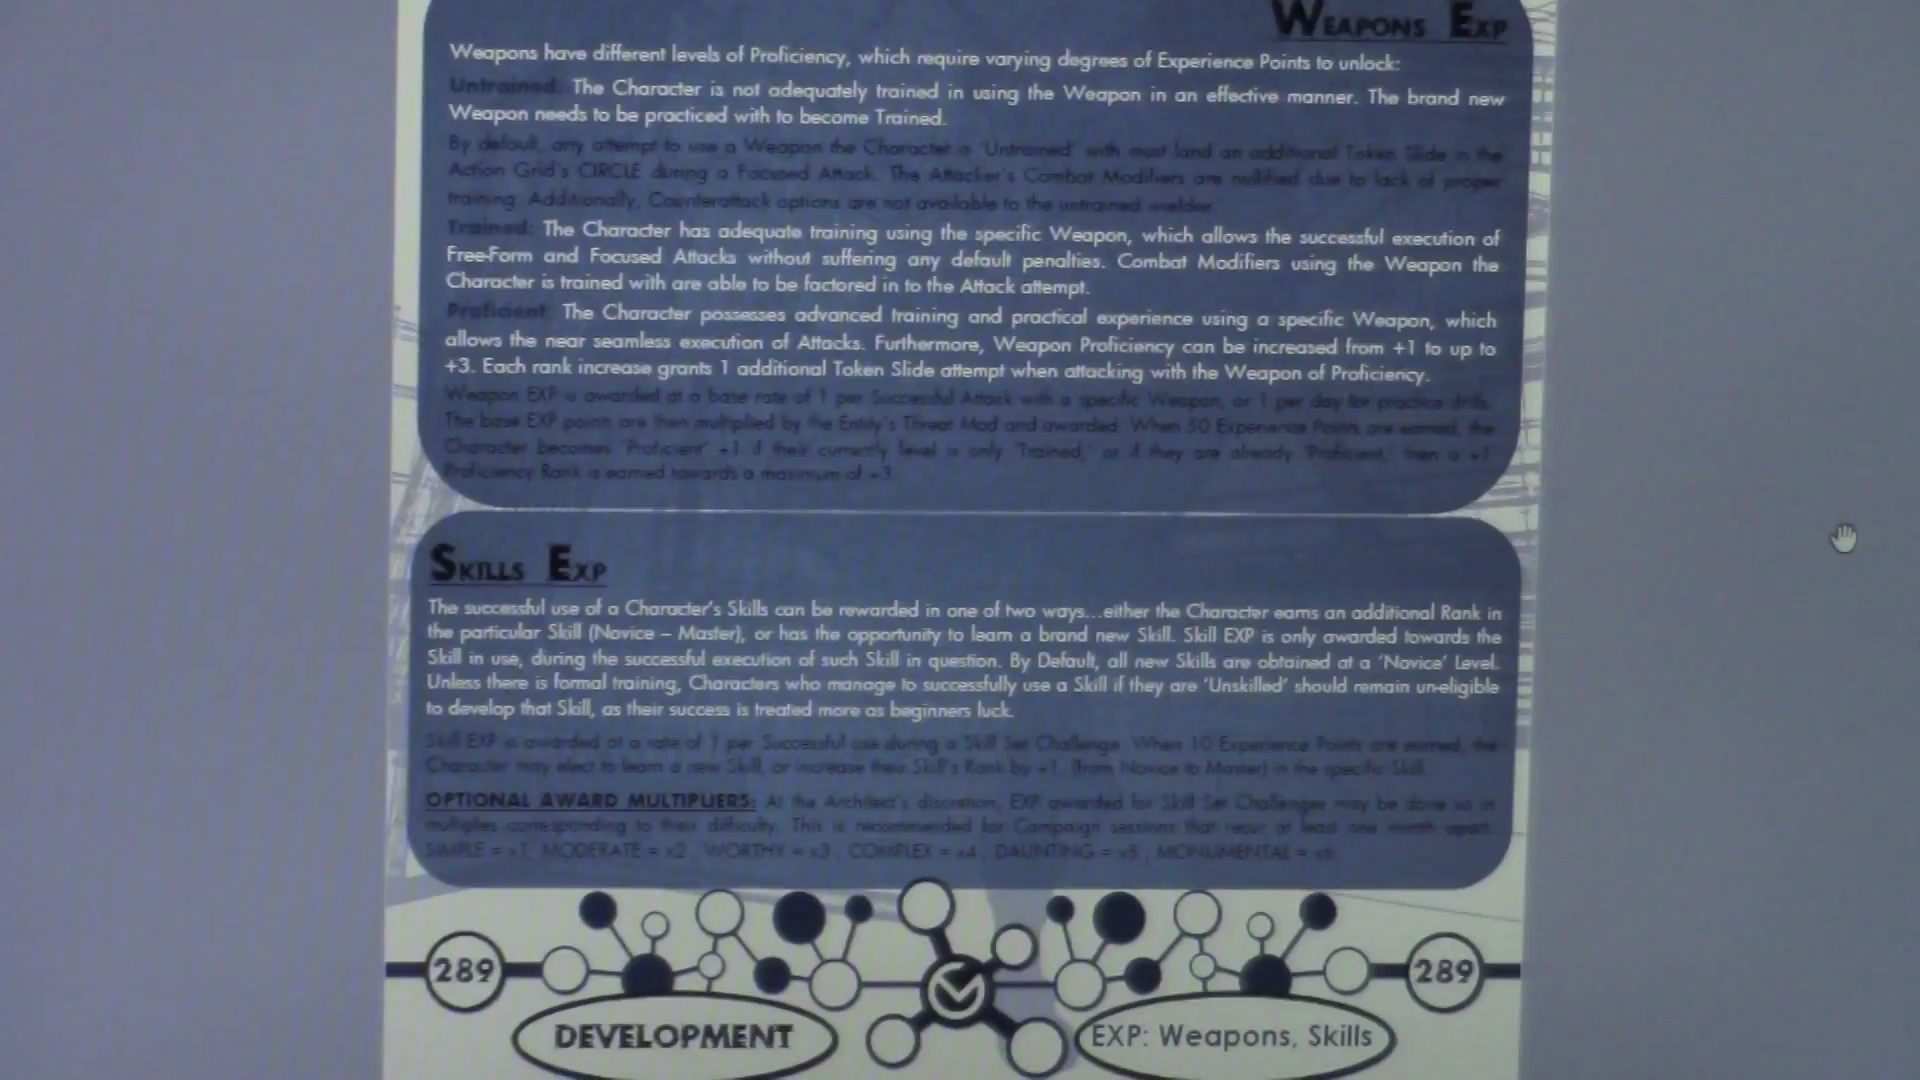 WEAPONS EXP
Weapons have different levels of Proficiency, which require varying degrees of Experience Points to unlock:
Untrained: The Character is not adequately trained in using the Weapon in an effective manner. The brand new
Weapon needs to be practiced with to become Trained.
By default, any attempt to use a Weapon the Character is 'Untrained' with must land an additional Token Slide in the
Action Grid's CIRCLE during a Focused Attack. The Attacker's Combat Modifiers are nullified due to lack of proper
training. Additionally, Counterattack options are not available to the untrained wielder.
Trained: The Character has adequate training using the specific Weapon, which allows the successful execution of
Free-Form and Focused Attacks without suffering any default penalties. Combat Modifiers using the Weapon the
Character is trained with are able to be factored in to the Attack attempt.
Proficient: The Character possesses advanced training and practical experience using a specific Weapon, which
allows the near seamless execution of Attacks. Furthermore, Weapon Proficiency can be increased from +1 to up to
+3. Each rank increase grants 1 additional Token Slide attempt when attacking with the Weapon of Proficiency.
Weapon EXP is awarded at a base rate of 1 per Successful Attack with a specific Weapon, or 1 per day for practice drills.
The base EXP points are then multiplied by the Entity's Threat Mod and awarded. When 50 Experience Points are earned, the
Character becomes 'Proficient' +1 if their currently level is only 'Trained,' or if they are already 'Proficient,' then a +1
Proficiency Rank is earned towards a maximum of +3.
SKILLS EXP
The successful use of a Character's Skills can be rewarded in one of two ways...either the Character earns an additional Rank in
the particular Skill (Novice – Master), or has the opportunity to learn a brand new Skill. Skill EXP is only awarded towards the
Skill in use, during the successful execution of such Skill in question. By Default, all new Skills are obtained at a 'Novice' Level.
Unless there is formal training, Characters who manage to successfully use a Skill if they are 'Unskilled' should remain un-eligible
to develop that Skill, as their success is treated more as beginners luck.
Skill EXP is awarded at a rate of 1 per Successful use during a Skill Set Challenge. When 10 Experience Points are earned, the
Character may elect to learn a new Skill, or increase their Skill's Rank by +1, (from Novice to Master) in the specific Skill.
OPTIONAL AWARD MULTIPLIERS: At the Architect's discretion, EXP awarded for Skill Set Challenges may be done so in
multiples corresponding to their difficulty. This is recommended for Campaign sessions that recur at least one month apart.
SIMPLE = x1, MODERATE = x2, WORTHY = x3, COMPLEX = x4, DAUNTING = x5, MONUMENTAL = x6
289
289
DEVELOPMENT
EXP: Weapons, Skills